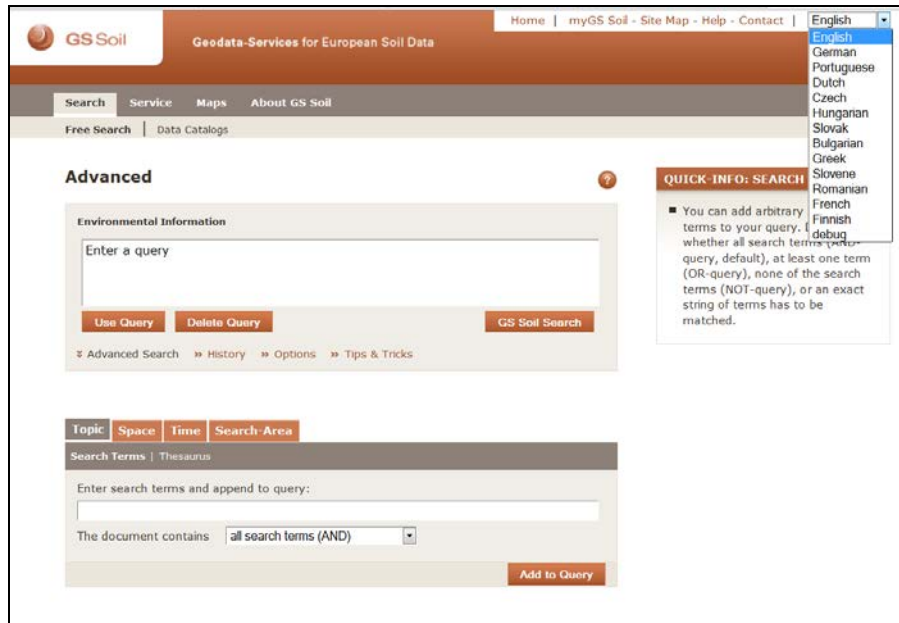 Home | myGS Soil - Site Map - Help - Contact | English
GS Soil
Geodata-Services for European Soil Data
English
German
Portuguese
Dutch
Czech
Hungarian
Slovak
Bulgarian
Greek
Slovene
Romanian
French
Finnish
debug
Search Service Maps About GS Soil
Free Search | Data Catalogs
Advanced
?
Environmental Information
Enter a query
Use Query Delete Query GS Soil Search
Advanced Search » History » Options » Tips & Tricks
QUICK-INFO: SEARCH
You can add arbitrary
terms to your query.
whether all search terms (AND-
query, default), at least one term
(OR-query), none of the search
terms (NOT-query), or an exact
string of terms has to be
matched.
Topic Space Time Search-Area
Search Terms | Thesaurus
Enter search terms and append to query:
The document contains all search terms (AND)
Add to Query